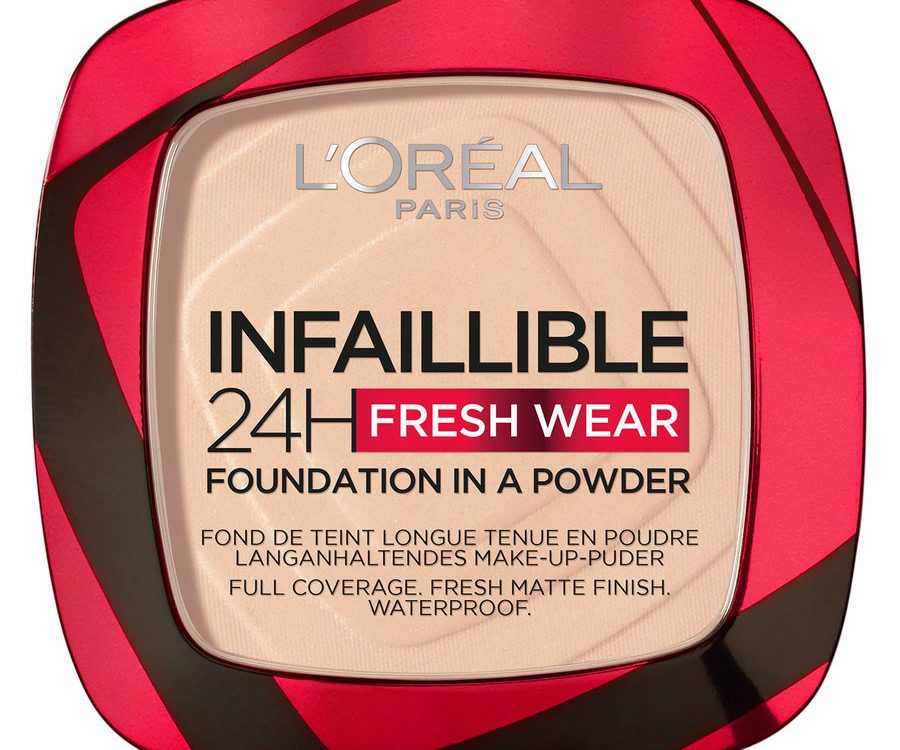 L'ORÉAL
PARIS
INFAILLIBLE
24H FRESH WEAR
FOUNDATION IN A POWDER
FOND DE TEINT LONGUE TENUE EN POUDRE
LANGANHALTENDES MAKE-UP-PUDER
FULL COVERAGE. FRESH MATTE FINISH.
WATERPROOF.